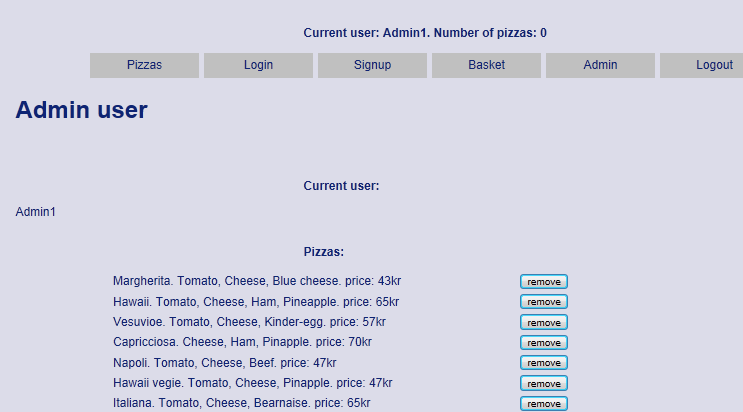 Current user: Admin1. Number of pizzas: 0
Pizzas Login Signup Basket Admin Logout
Admin user
Current user:
Admin1
Pizzas:
Margherita. Tomato, Cheese, Blue cheese. price: 43kr remove
Hawaii. Tomato, Cheese, Ham, Pineapple. price: 65kr remove
Vesuvioe. Tomato, Cheese, Kinder-egg. price: 57kr remove
Capricciosa. Cheese, Ham, Pinapple. price: 70kr remove
Napoli. Tomato, Cheese, Beef. price: 47kr remove
Hawaii vegie. Tomato, Cheese, Pinapple. price: 47kr remove
Italiana. Tomato, Cheese, Bearnaise. price: 65kr remove